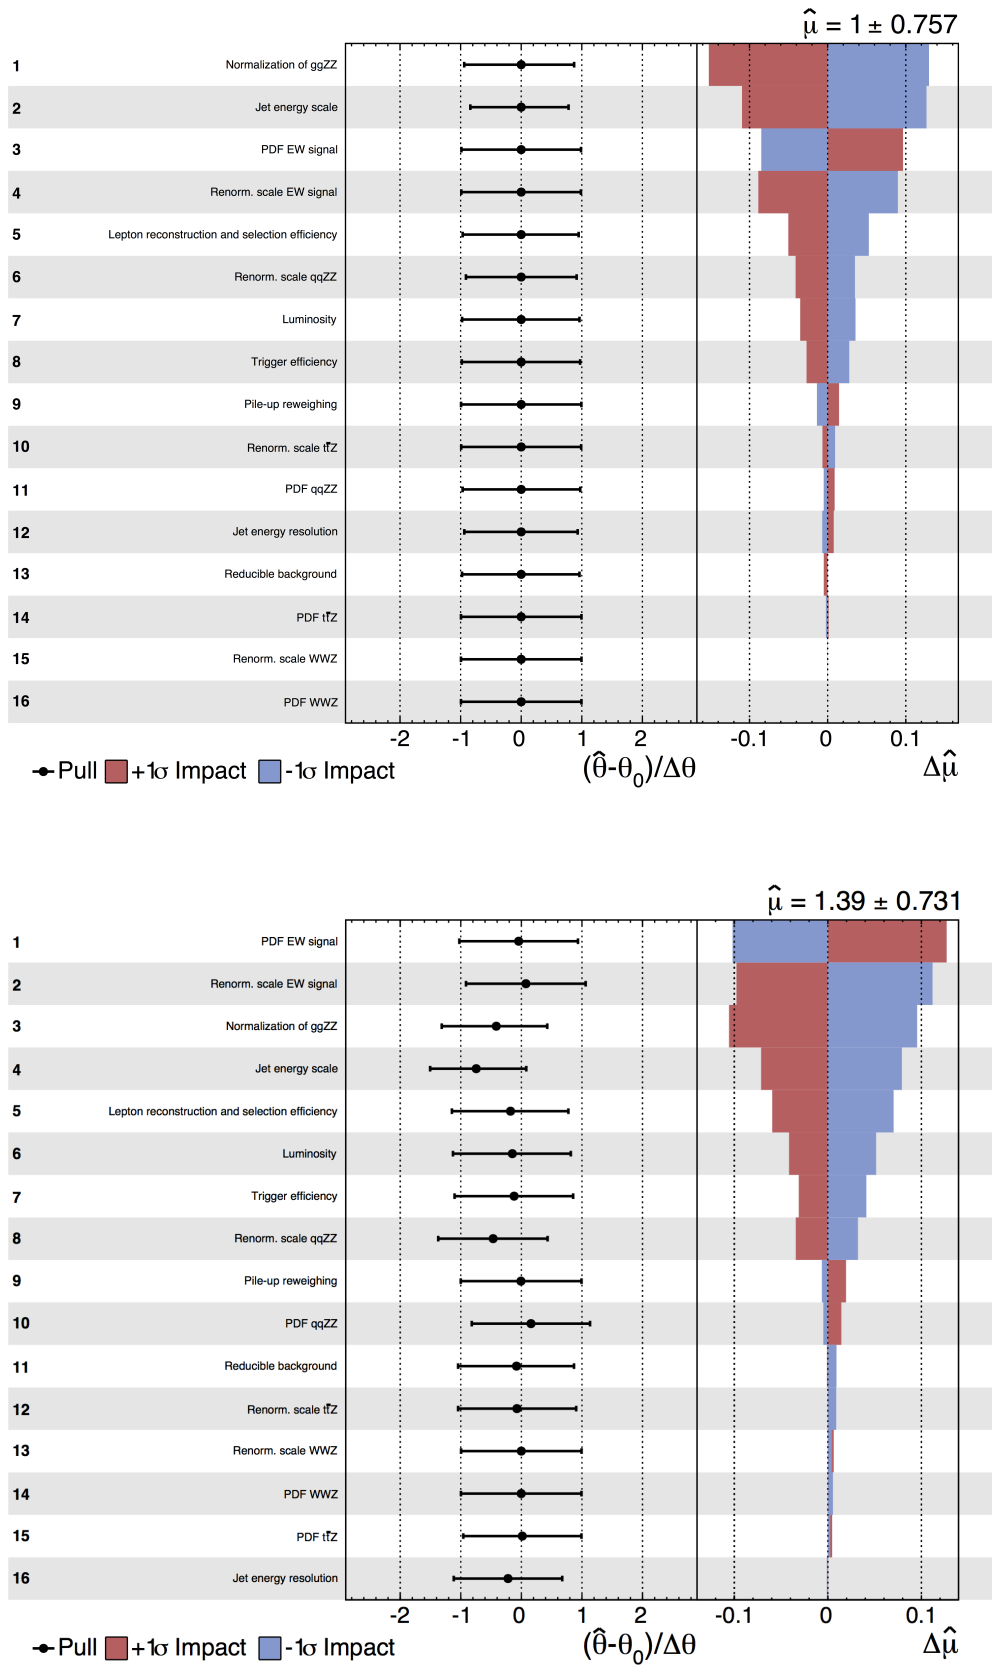 μ̂ = 1 ± 0.757
1 Normalization of ggZZ
2 Jet energy scale
3 PDF EW signal
4 Renorm. scale EW signal
5 Lepton reconstruction and selection efficiency
6 Renorm. scale qqZZ
7 Luminosity
8 Trigger efficiency
9 Pile-up reweighing
10 Renorm. scale tt̄Z
11 PDF qqZZ
12 Jet energy resolution
13 Reducible background
14 PDF tt̄Z
15 Renorm. scale WWZ
16 PDF WWZ
-2 -1 0 1 2 -0.1 0 0.1
Pull +1σ Impact -1σ Impact (θ̂-θ₀)/Δθ Δμ̂
μ̂ = 1.39 ± 0.731
1 PDF EW signal
2 Renorm. scale EW signal
3 Normalization of ggZZ
4 Jet energy scale
5 Lepton reconstruction and selection efficiency
6 Luminosity
7 Trigger efficiency
8 Renorm. scale qqZZ
9 Pile-up reweighing
10 PDF qqZZ
11 Reducible background
12 Renorm. scale tt̄Z
13 Renorm. scale WWZ
14 PDF WWZ
15 PDF tt̄Z
16 Jet energy resolution
-2 -1 0 1 2 -0.1 0 0.1
Pull +1σ Impact -1σ Impact (θ̂-θ₀)/Δθ Δμ̂